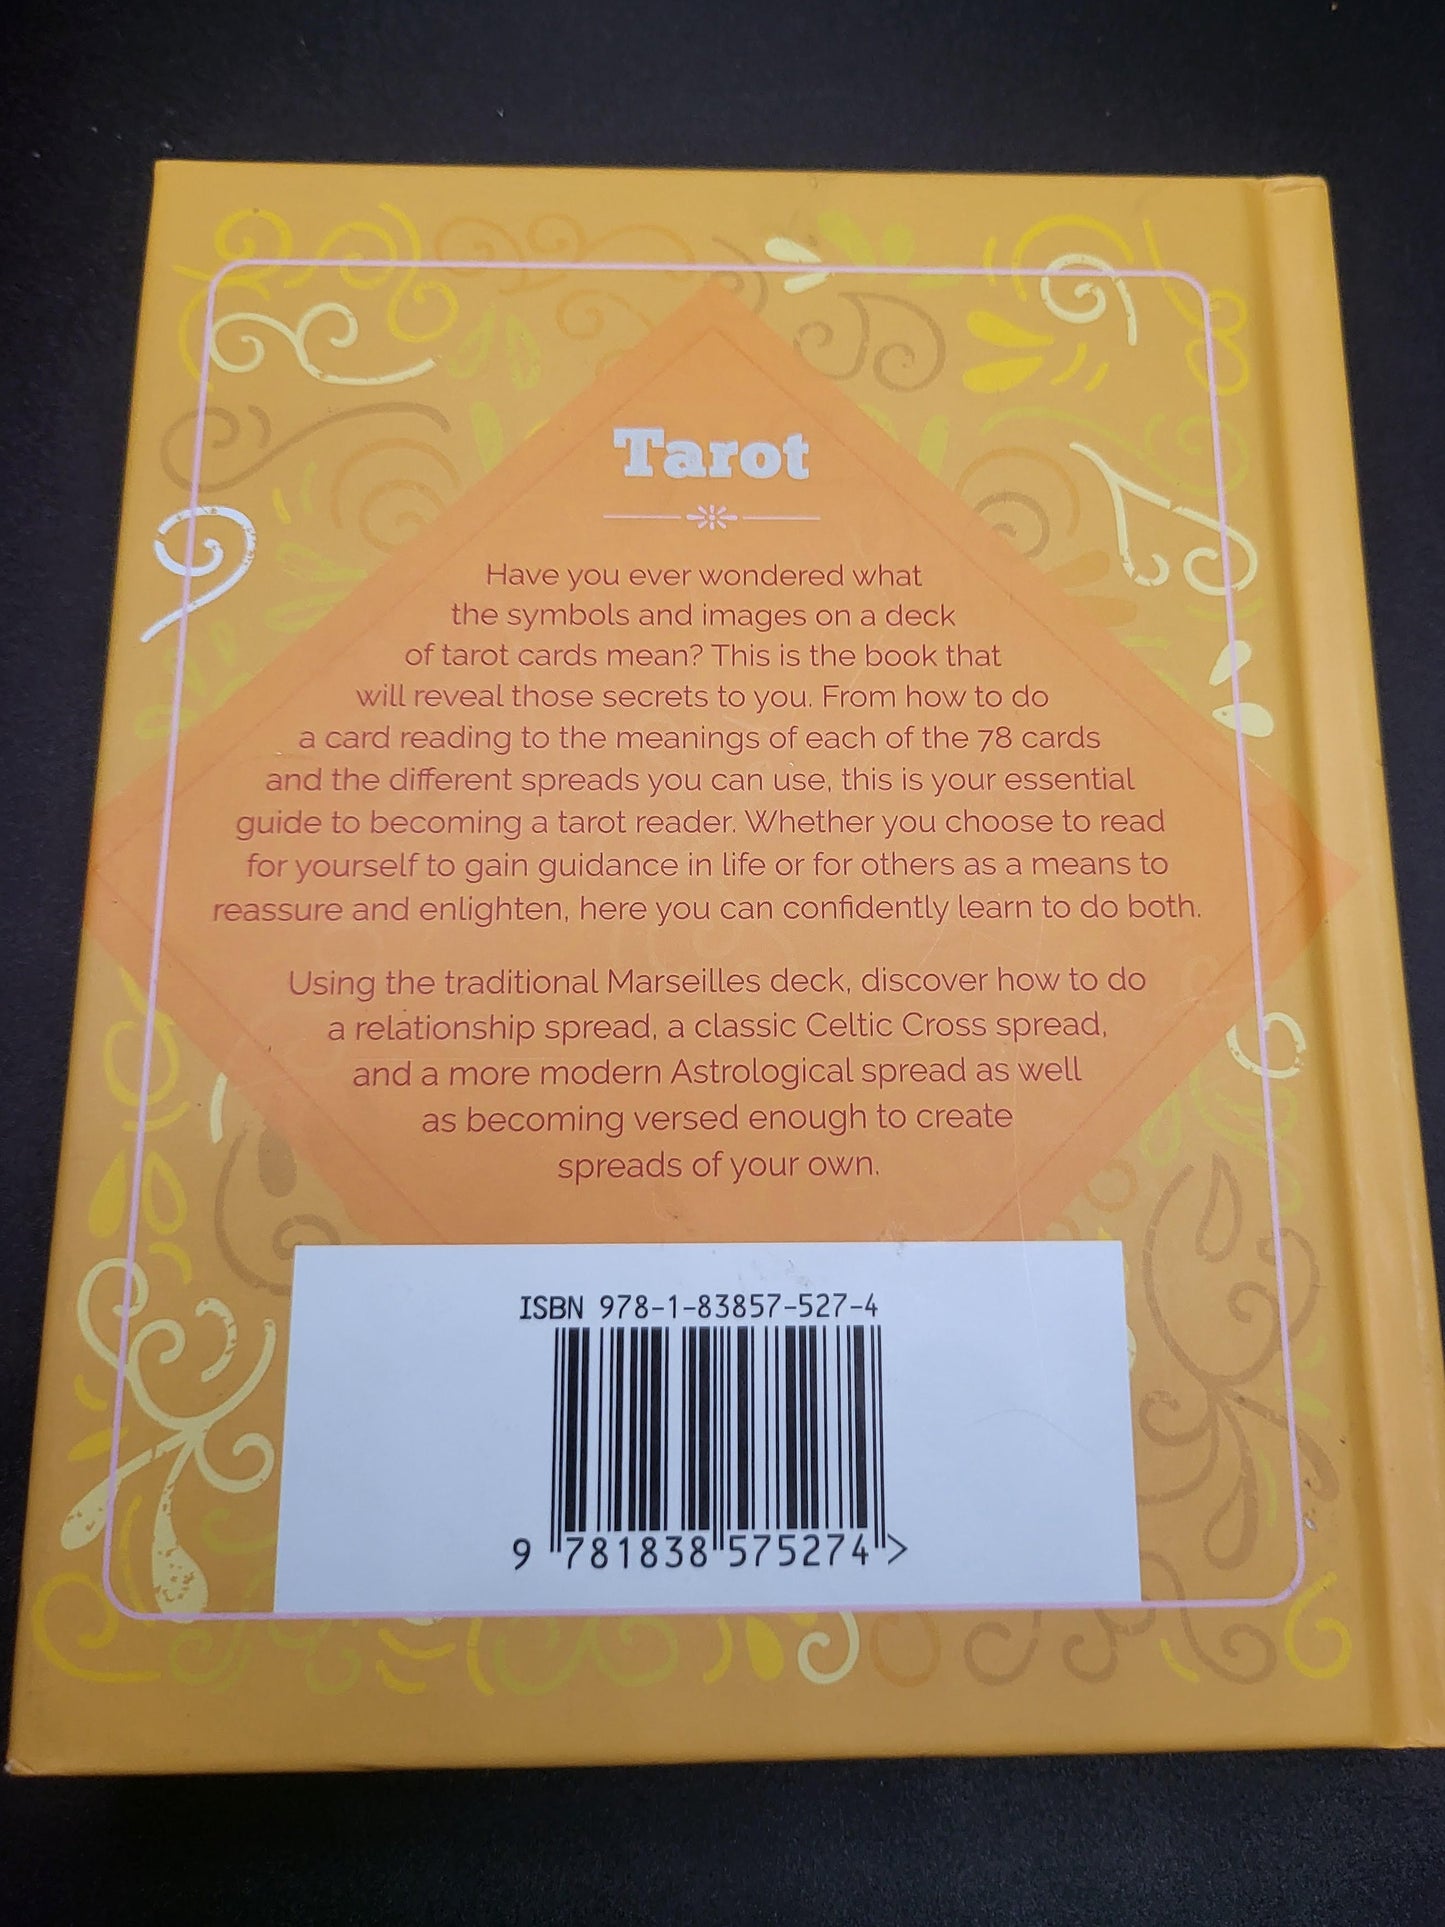 Tarot
Have you ever wondered what
the symbols and images on a deck
of tarot cards mean? This is the book that
will reveal those secrets to you. From how to do
a card reading to the meanings of each of the 78 cards
and the different spreads you can use, this is your essential
guide to becoming a tarot reader. Whether you choose to read
for yourself to gain guidance in life or for others as a means to
reassure and enlighten, here you can confidently learn to do both.
Using the traditional Marseilles deck, discover how to do
a relationship spread, a classic Celtic Cross spread,
and a more modern Astrological spread as well
as becoming versed enough to create
spreads of your own.
ISBN 978-1-83857-527-4
9 781838 575274 >